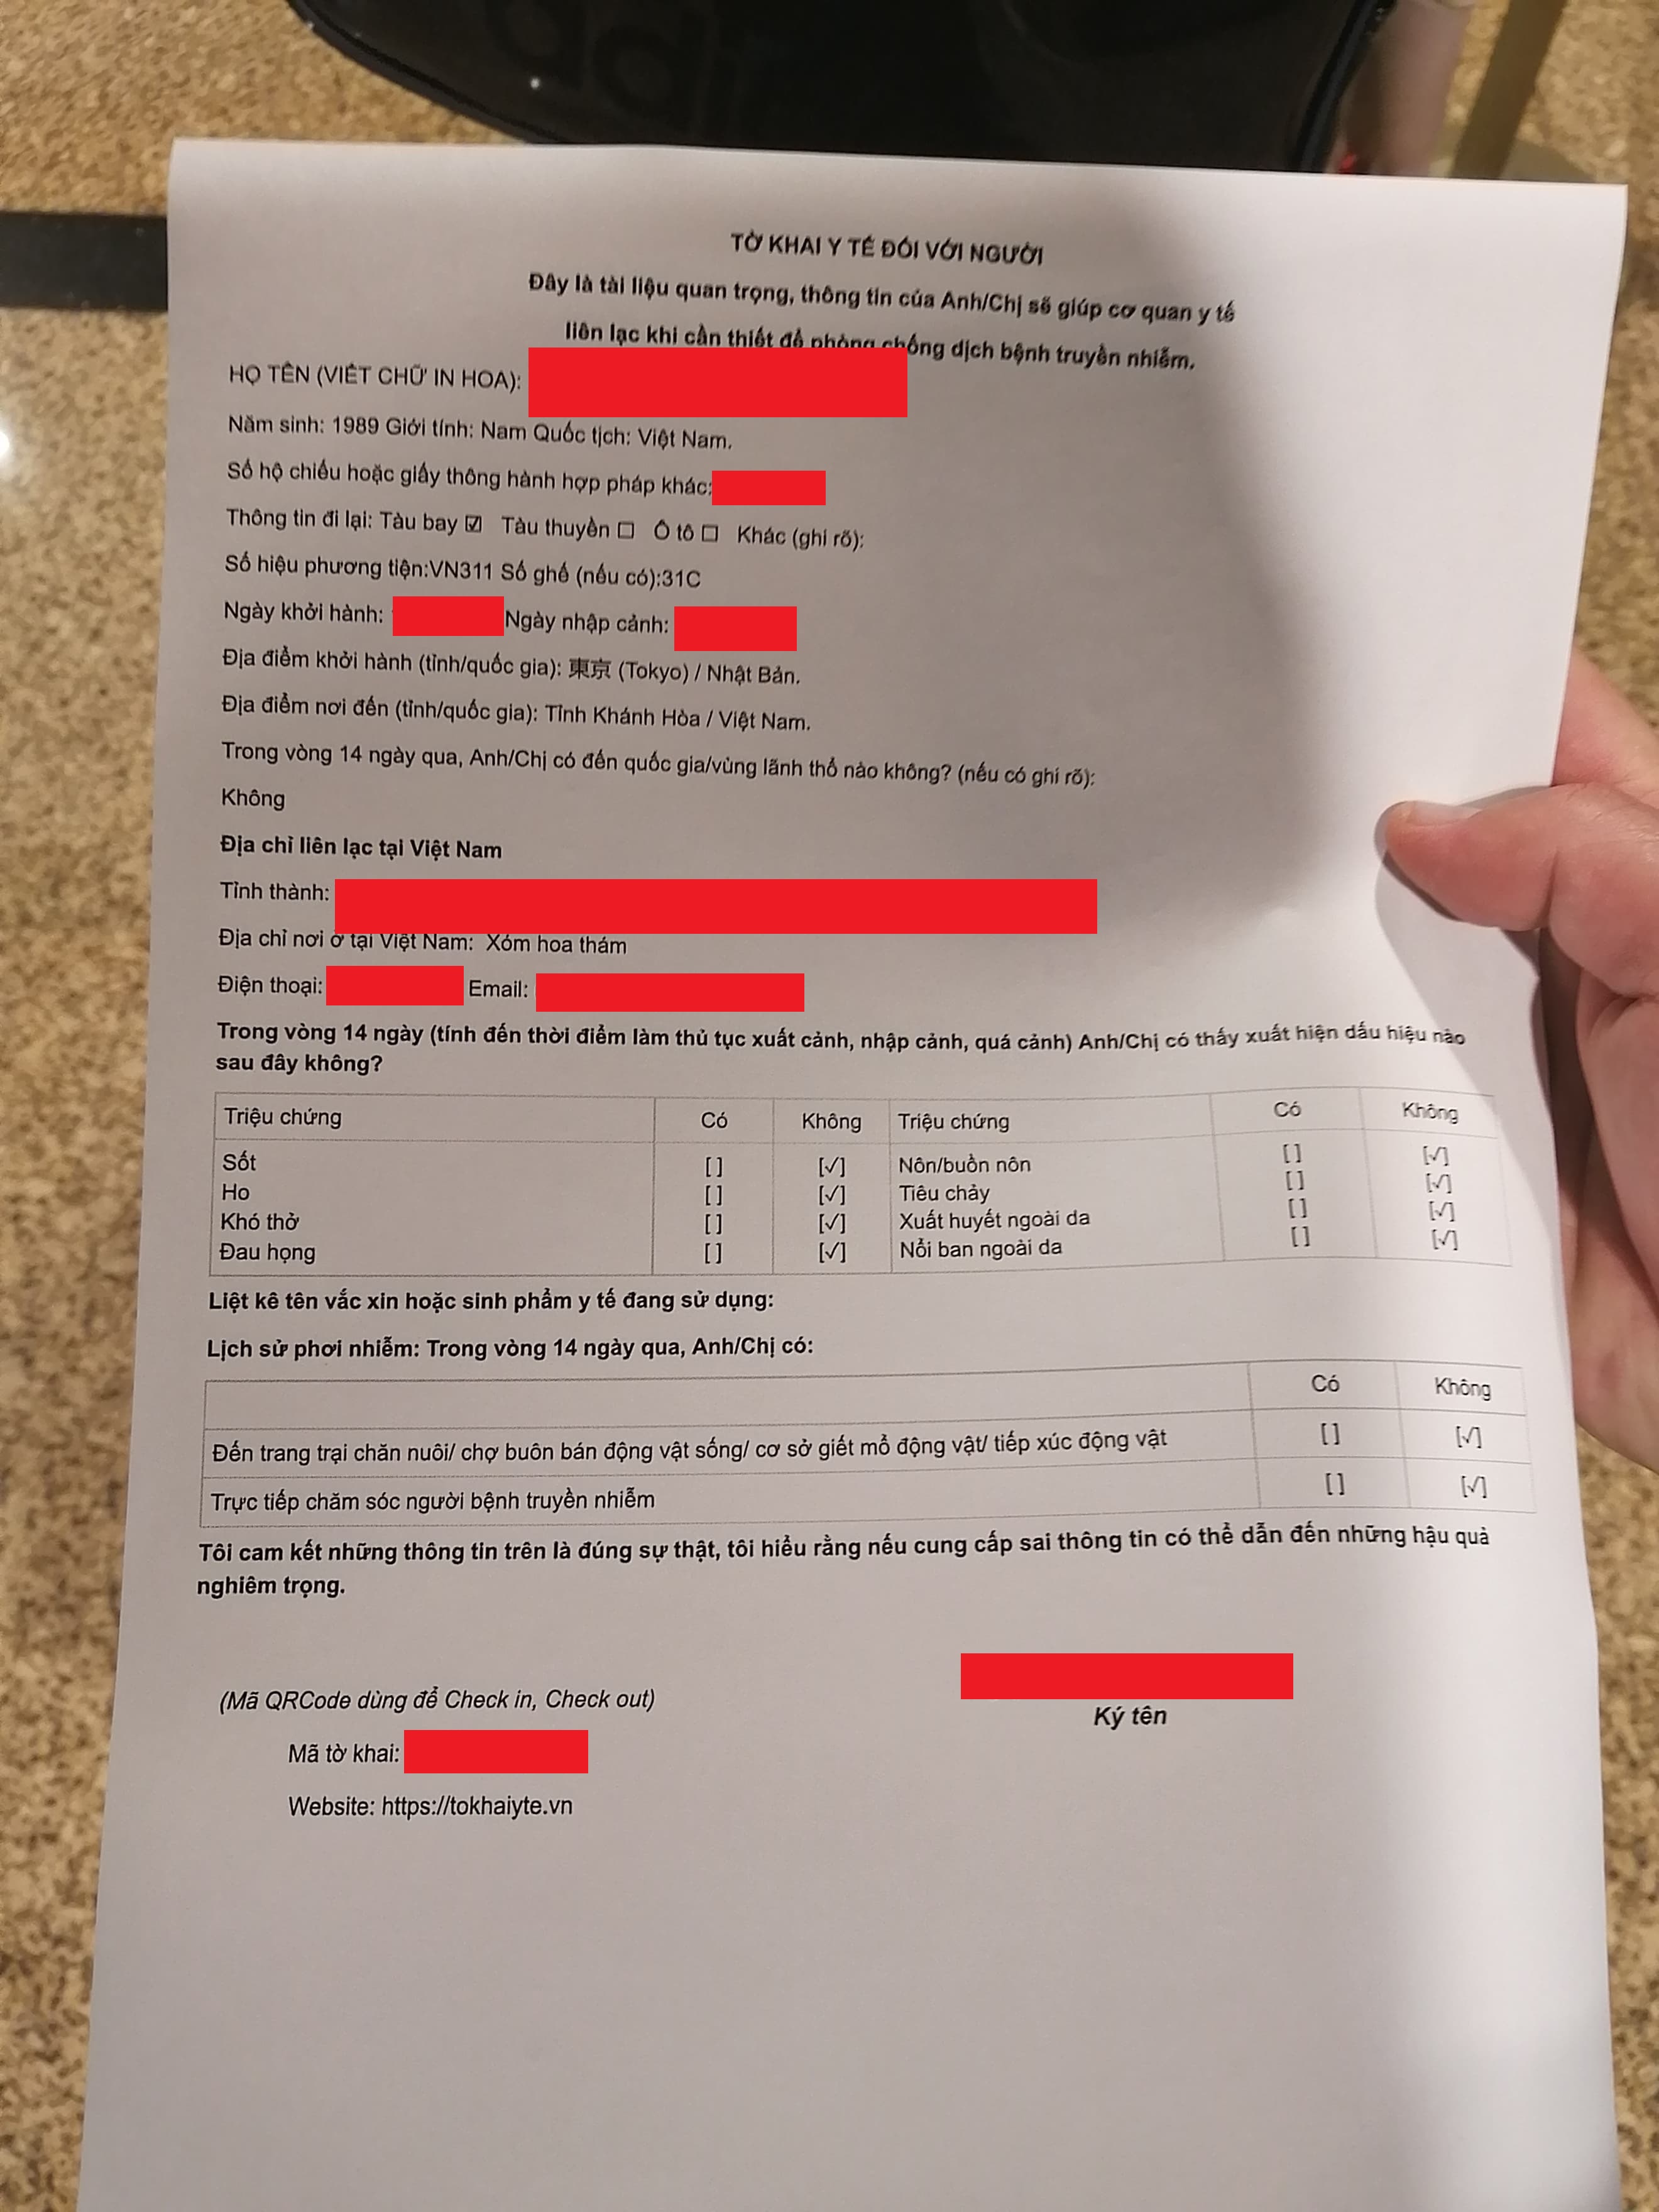 TỜ KHAI Y TẾ ĐỐI VỚI NGƯỜI
Đây là tài liệu quan trọng, thông tin của Anh/Chị sẽ giúp cơ quan y tế
liên lạc khi cần thiết để phòng chống dịch bệnh truyền nhiễm.
HỌ TÊN (VIẾT CHỮ IN HOA):
Năm sinh: 1989 Giới tính: Nam Quốc tịch: Việt Nam.
Số hộ chiếu hoặc giấy thông hành hợp pháp khác:
Thông tin đi lại: Tàu bay ☑ Tàu thuyền ☐ Ô tô ☐ Khác (ghi rõ):
Số hiệu phương tiện:VN311 Số ghế (nếu có):31C
Ngày khởi hành: Ngày nhập cảnh:
Địa điểm khởi hành (tỉnh/quốc gia): 東京 (Tokyo) / Nhật Bản.
Địa điểm nơi đến (tỉnh/quốc gia): Tỉnh Khánh Hòa / Việt Nam.
Trong vòng 14 ngày qua, Anh/Chị có đến quốc gia/vùng lãnh thổ nào không? (nếu có ghi rõ):
Không
Địa chỉ liên lạc tại Việt Nam
Tỉnh thành:
Địa chỉ nơi ở tại Việt Nam: Xóm hoa thám
Điện thoại: Email:
Trong vòng 14 ngày (tính đến thời điểm làm thủ tục xuất cảnh, nhập cảnh, quá cảnh) Anh/Chị có thấy xuất hiện dấu hiệu nào
sau đây không?
Triệu chứng Có Không Triệu chứng Có Không
Sốt [ ] [✓] Nôn/buồn nôn [ ] [✓]
Ho [ ] [✓] Tiêu chảy [ ] [✓]
Khó thở [ ] [✓] Xuất huyết ngoài da [ ] [✓]
Đau họng [ ] [✓] Nổi ban ngoài da [ ] [✓]
Liệt kê tên vắc xin hoặc sinh phẩm y tế đang sử dụng:
Lịch sử phơi nhiễm: Trong vòng 14 ngày qua, Anh/Chị có:
Có Không
Đến trang trại chăn nuôi/ chợ buôn bán động vật sống/ cơ sở giết mổ động vật/ tiếp xúc động vật [ ] [✓]
Trực tiếp chăm sóc người bệnh truyền nhiễm [ ] [✓]
Tôi cam kết những thông tin trên là đúng sự thật, tôi hiểu rằng nếu cung cấp sai thông tin có thể dẫn đến những hậu quả
nghiêm trọng.
(Mã QRCode dùng để Check in, Check out)
Ký tên
Mã tờ khai:
Website: https://tokhaiyte.vn